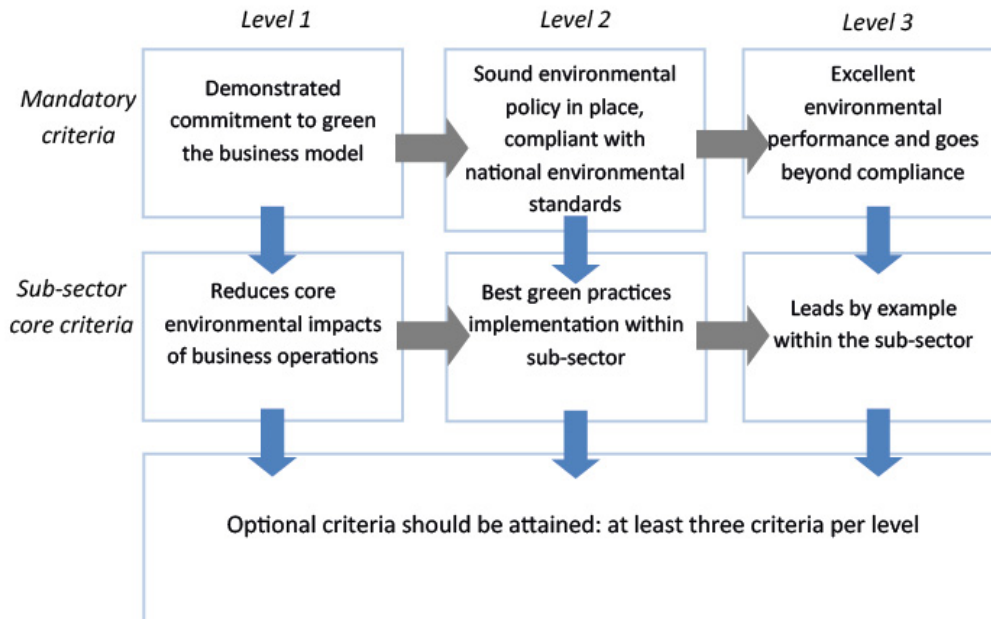 Level 1
Level 2
Level 3
Mandatory
criteria
Demonstrated
commitment to green
the business model
Sound environmental
policy in place,
compliant with
national environmental
standards
Excellent
environmental
performance and goes
beyond compliance
Sub-sector
core criteria
Reduces core
environmental impacts
of business operations
Best green practices
implementation within
sub-sector
Leads by example
within the sub-sector
Optional criteria should be attained: at least three criteria per level